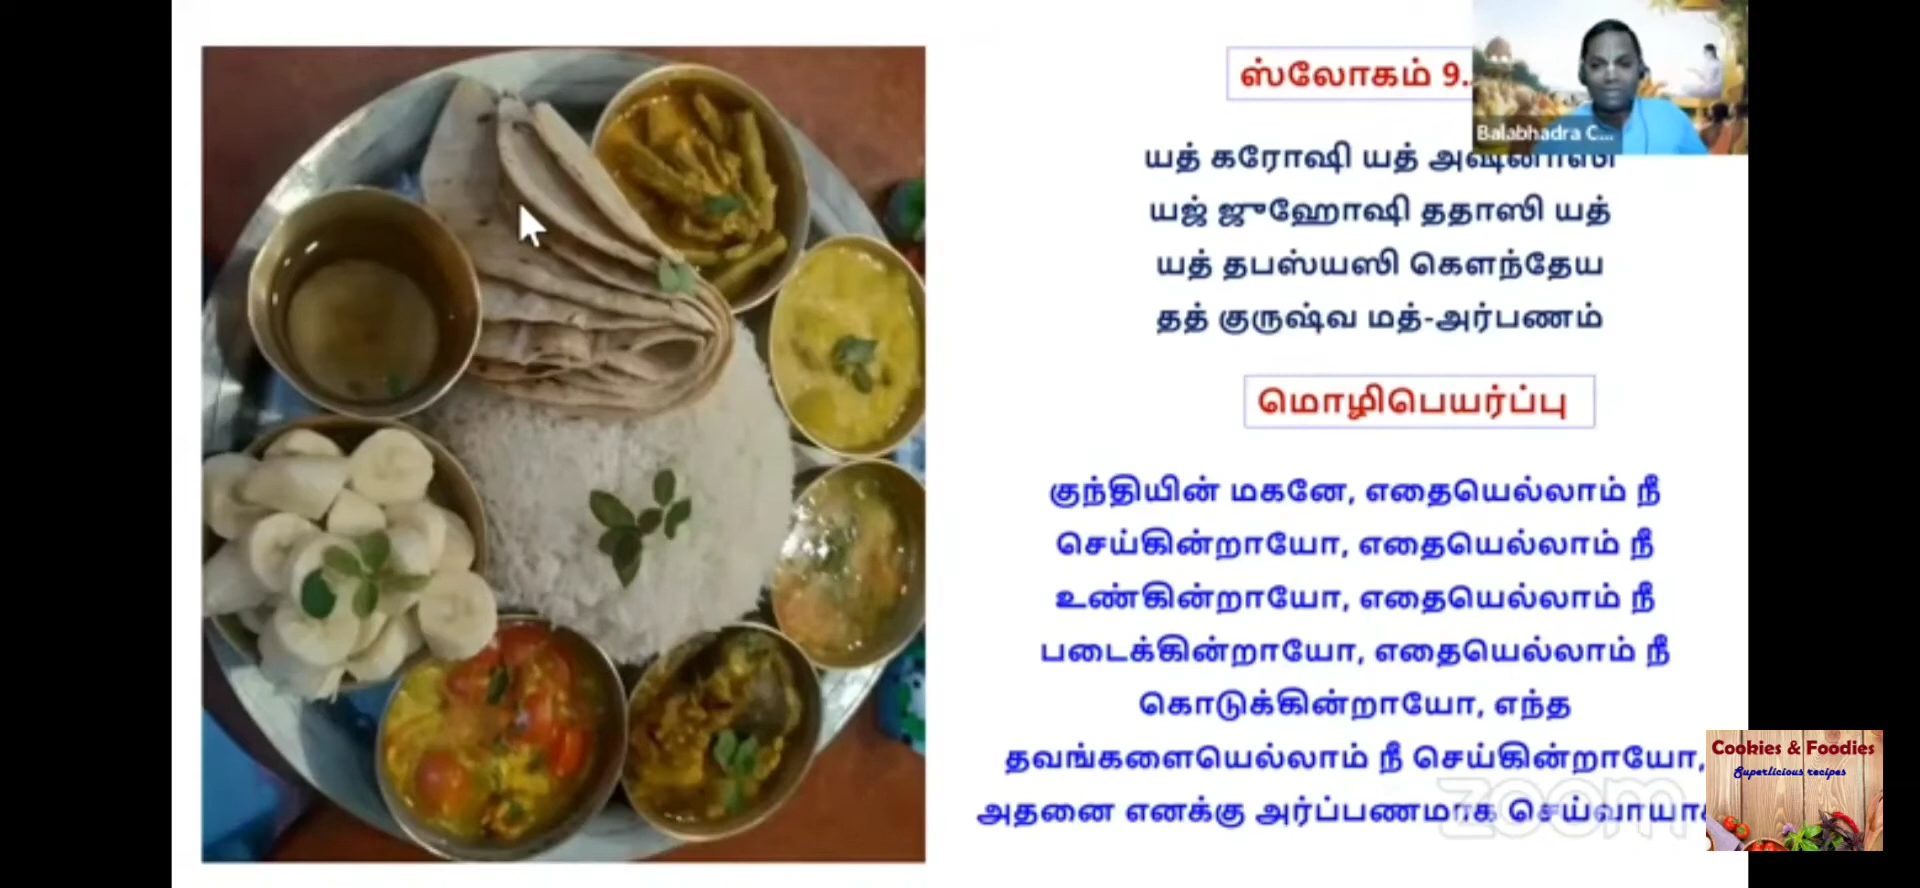 ஸ்லோகம் 9.
Balabhadra C...
யத் கரோஷி யத்
யஜ் ஜுஹோஷி ததாஸி யத்
யத் தபஸ்யஸி கௌந்தேய
தத் குருஷ்வ மத்-அர்பணம்
மொழிபெயர்ப்பு
குந்தியின் மகனே, எதையெல்லாம் நீ
செய்கின்றாயோ, எதையெல்லாம் நீ
உண்கின்றாயோ, எதையெல்லாம் நீ
படைக்கின்றாயோ, எதையெல்லாம் நீ
கொடுக்கின்றாயோ, எந்த
தவங்களையெல்லாம் நீ செய்கின்றாயோ,
அதனை எனக்கு அர்ப்பணமாக
zoom
Cookies & Foodies
Superlicious recipes